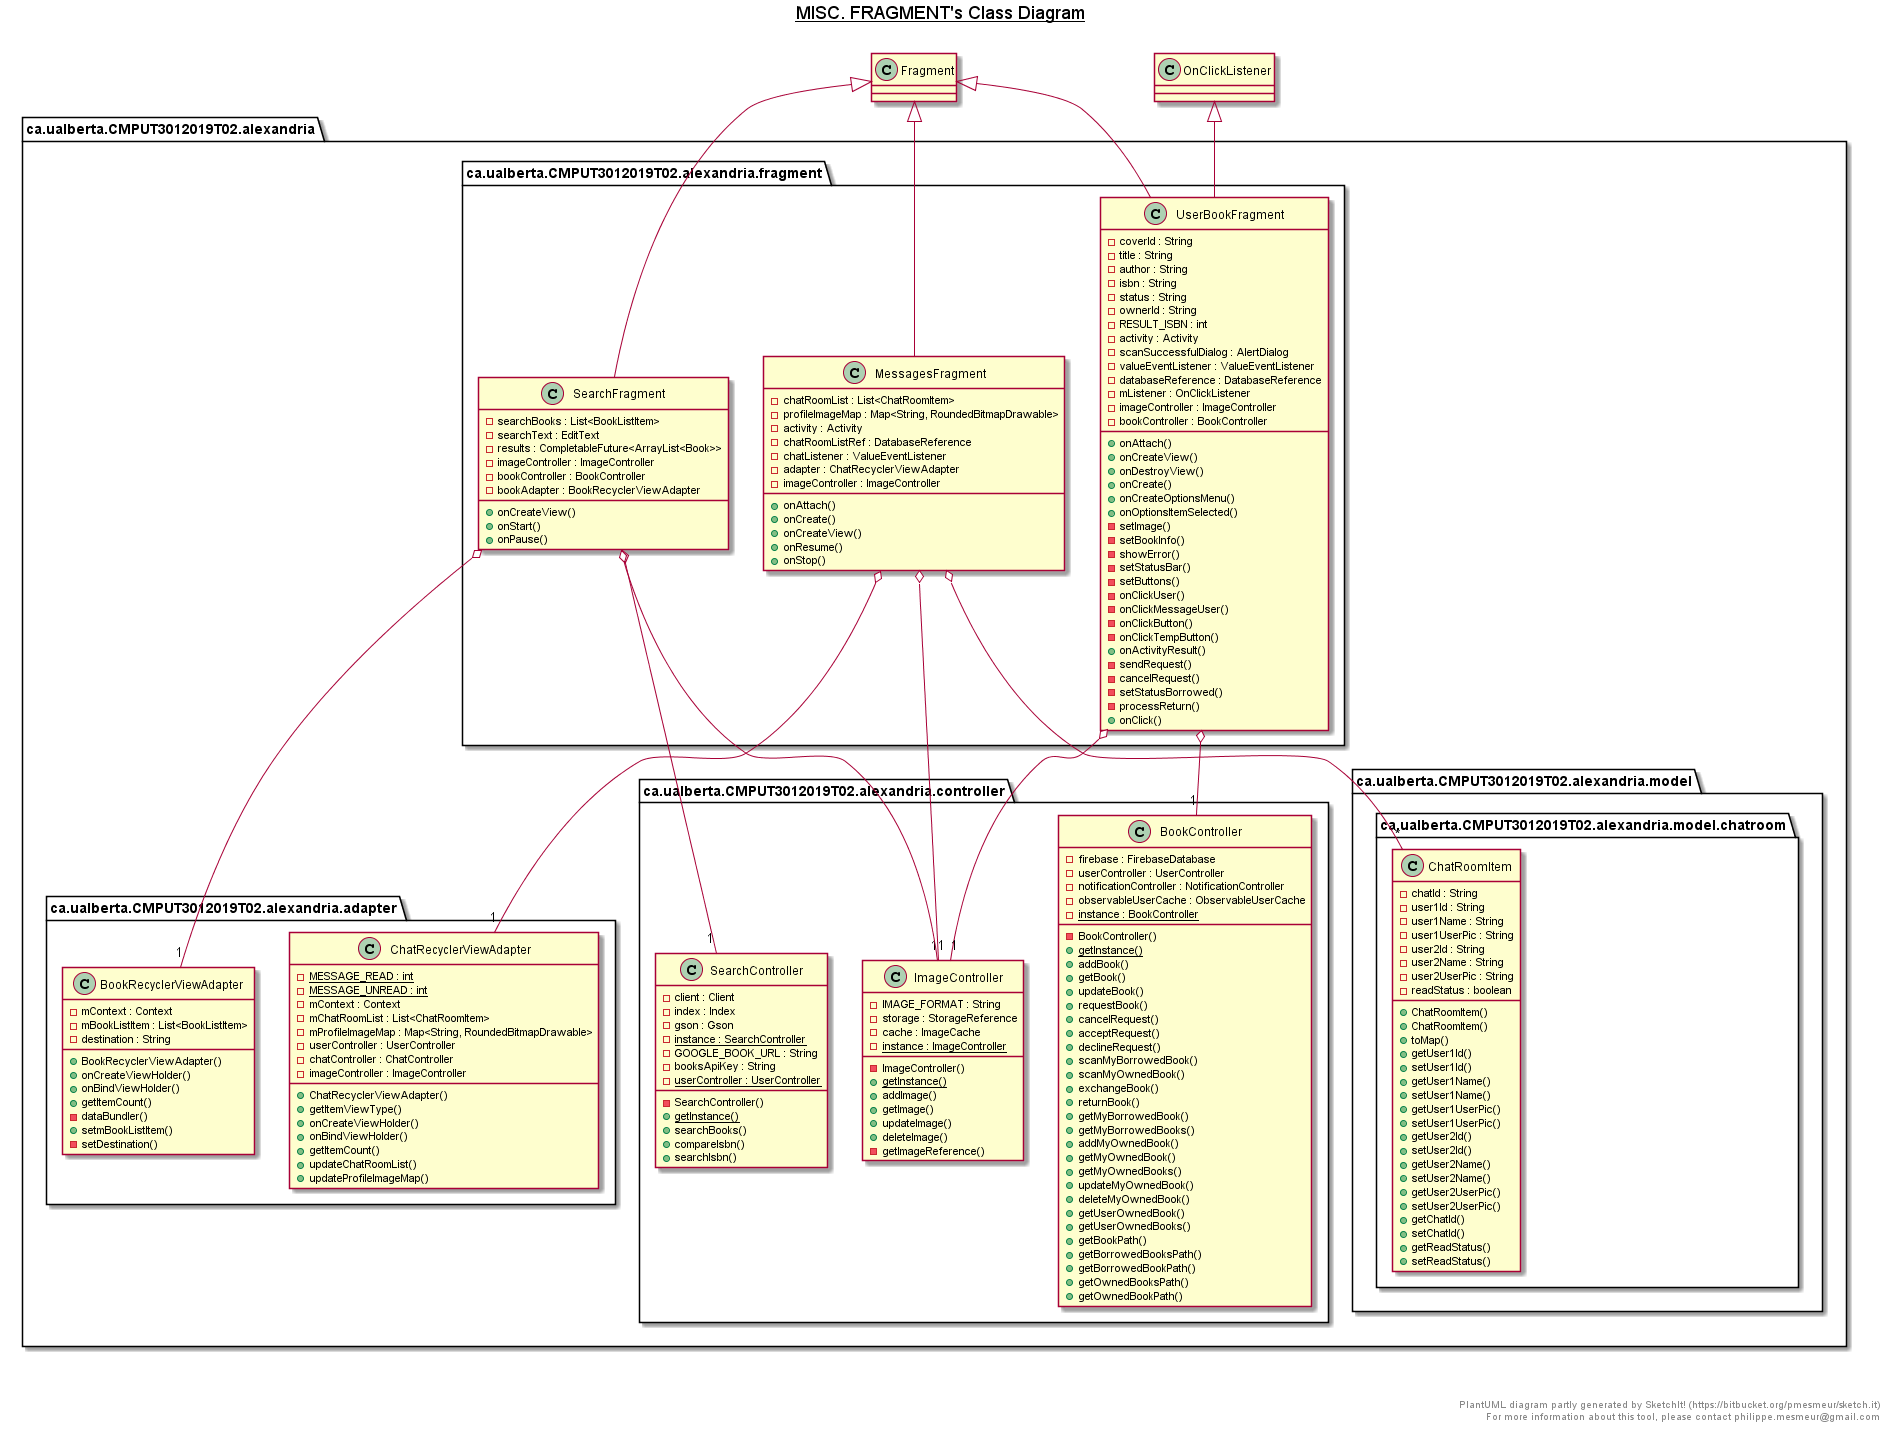 MISC. FRAGMENT's Class Diagram
C Fragment
C OnClickListener
ca.ualberta.CMPUT3012019T02.alexandria
ca.ualberta.CMPUT3012019T02.alexandria.fragment
C UserBookFragment
coverId : String
title : String
author : String
isbn : String
status : String
ownerId : String
RESULT_ISBN : int
activity : Activity
scanSuccessfulDialog : AlertDialog
valueEventListener : ValueEventListener
databaseReference : DatabaseReference
mListener : OnClickListener
imageController : ImageController
bookController : BookController
onAttach()
onCreateView()
onDestroyView()
onCreate()
onCreateOptionsMenu()
onOptionsItemSelected()
setImage()
setBookInfo()
showError()
setStatusBar()
setButtons()
onClickUser()
onClickMessageUser()
onClickButton()
onClickTempButton()
onActivityResult()
sendRequest()
cancelRequest()
setStatusBorrowed()
processReturn()
onClick()
C SearchFragment
searchBooks : List<BookListItem>
searchText : EditText
results : CompletableFuture<ArrayList<Book>>
imageController : ImageController
bookController : BookController
bookAdapter : BookRecyclerViewAdapter
onCreateView()
onStart()
onPause()
C MessagesFragment
chatRoomList : List<ChatRoomItem>
profileImageMap : Map<String, RoundedBitmapDrawable>
activity : Activity
chatRoomListRef : DatabaseReference
chatListener : ValueEventListener
adapter : ChatRecyclerViewAdapter
imageController : ImageController
onAttach()
onCreate()
onCreateView()
onResume()
onStop()
ca.ualberta.CMPUT3012019T02.alexandria.adapter
1
1
C BookRecyclerViewAdapter
mContext : Context
mBookListItem : List<BookListItem>
destination : String
BookRecyclerViewAdapter()
onCreateViewHolder()
onBindViewHolder()
getItemCount()
dataBundler()
setmBookListItem()
setDestination()
C ChatRecyclerViewAdapter
MESSAGE_READ : int
MESSAGE_UNREAD : int
mContext : Context
mChatRoomList : List<ChatRoomItem>
mProfileImageMap : Map<String, RoundedBitmapDrawable>
userController : UserController
chatController : ChatController
imageController : ImageController
ChatRecyclerViewAdapter()
getItemViewType()
onCreateViewHolder()
onBindViewHolder()
getItemCount()
updateChatRoomList()
updateProfileImageMap()
ca.ualberta.CMPUT3012019T02.alexandria.controller
1
1
1
1
1
C SearchController
client : Client
index : Index
gson : Gson
instance : SearchController
GOOGLE_BOOK_URL : String
booksApiKey : String
userController : UserController
SearchController()
getInstance()
searchBooks()
compareIsbn()
searchIsbn()
C ImageController
IMAGE_FORMAT : String
storage : StorageReference
cache : ImageCache
instance : ImageController
ImageController()
getInstance()
addImage()
getImage()
updateImage()
deleteImage()
getImageReference()
C BookController
firebase : FirebaseDatabase
userController : UserController
notificationController : NotificationController
observableUserCache : ObservableUserCache
instance : BookController
BookController()
getInstance()
addBook()
getBook()
updateBook()
requestBook()
cancelRequest()
acceptRequest()
declineRequest()
scanMyBorrowedBook()
scanMyOwnedBook()
exchangeBook()
returnBook()
getMyBorrowedBook()
getMyBorrowedBooks()
addMyOwnedBook()
getMyOwnedBook()
getMyOwnedBooks()
updateMyOwnedBook()
deleteMyOwnedBook()
getUserOwnedBook()
getUserOwnedBooks()
getBookPath()
getBorrowedBooksPath()
getBorrowedBookPath()
getOwnedBooksPath()
getOwnedBookPath()
ca.ualberta.CMPUT3012019T02.alexandria.model
ca.ualberta.CMPUT3012019T02.alexandria.model.chatroom
*
C ChatRoomItem
chatId : String
user1Id : String
user1Name : String
user1UserPic : String
user2Id : String
user2Name : String
user2UserPic : String
readStatus : boolean
ChatRoomItem()
ChatRoomItem()
toMap()
getUser1Id()
setUser1Id()
getUser1Name()
setUser1Name()
getUser1UserPic()
setUser1UserPic()
getUser2Id()
setUser2Id()
getUser2Name()
setUser2Name()
getUser2UserPic()
setUser2UserPic()
getChatId()
setChatId()
getReadStatus()
setReadStatus()
PlantUML diagram partly generated by SketchIt! (https://bitbucket.org/pmesmeur/sketch.it)
For more information about this tool, please contact philippe.mesmeur@gmail.com